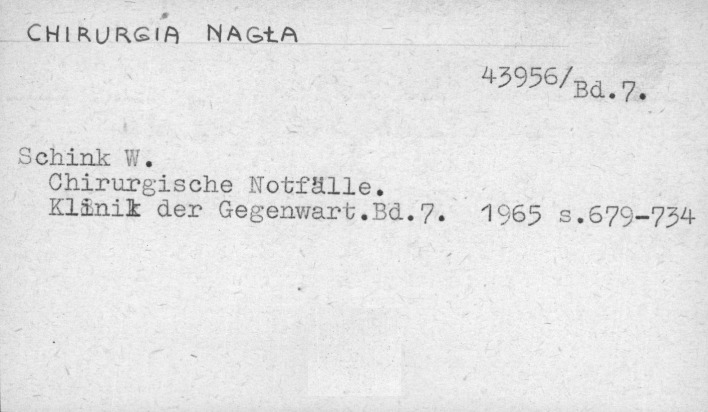 CHIRURGIA NAGŁA
43956/Bd.7.
Schink W.
Chirurgische Notfälle.
Klinik der Gegenwart.Bd.7. 1965 s.679-734